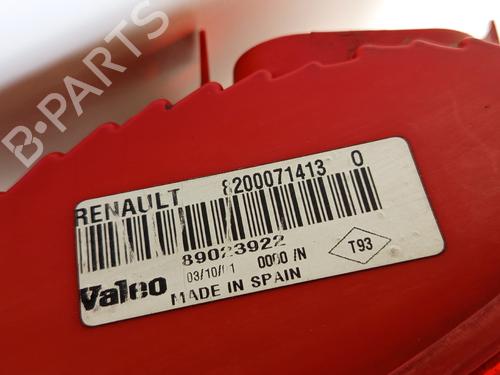 B-PARTS
RENAULT 8200071413 0
89023922
03/10/01 0000 /N
T93
Valeo MADE IN SPAIN